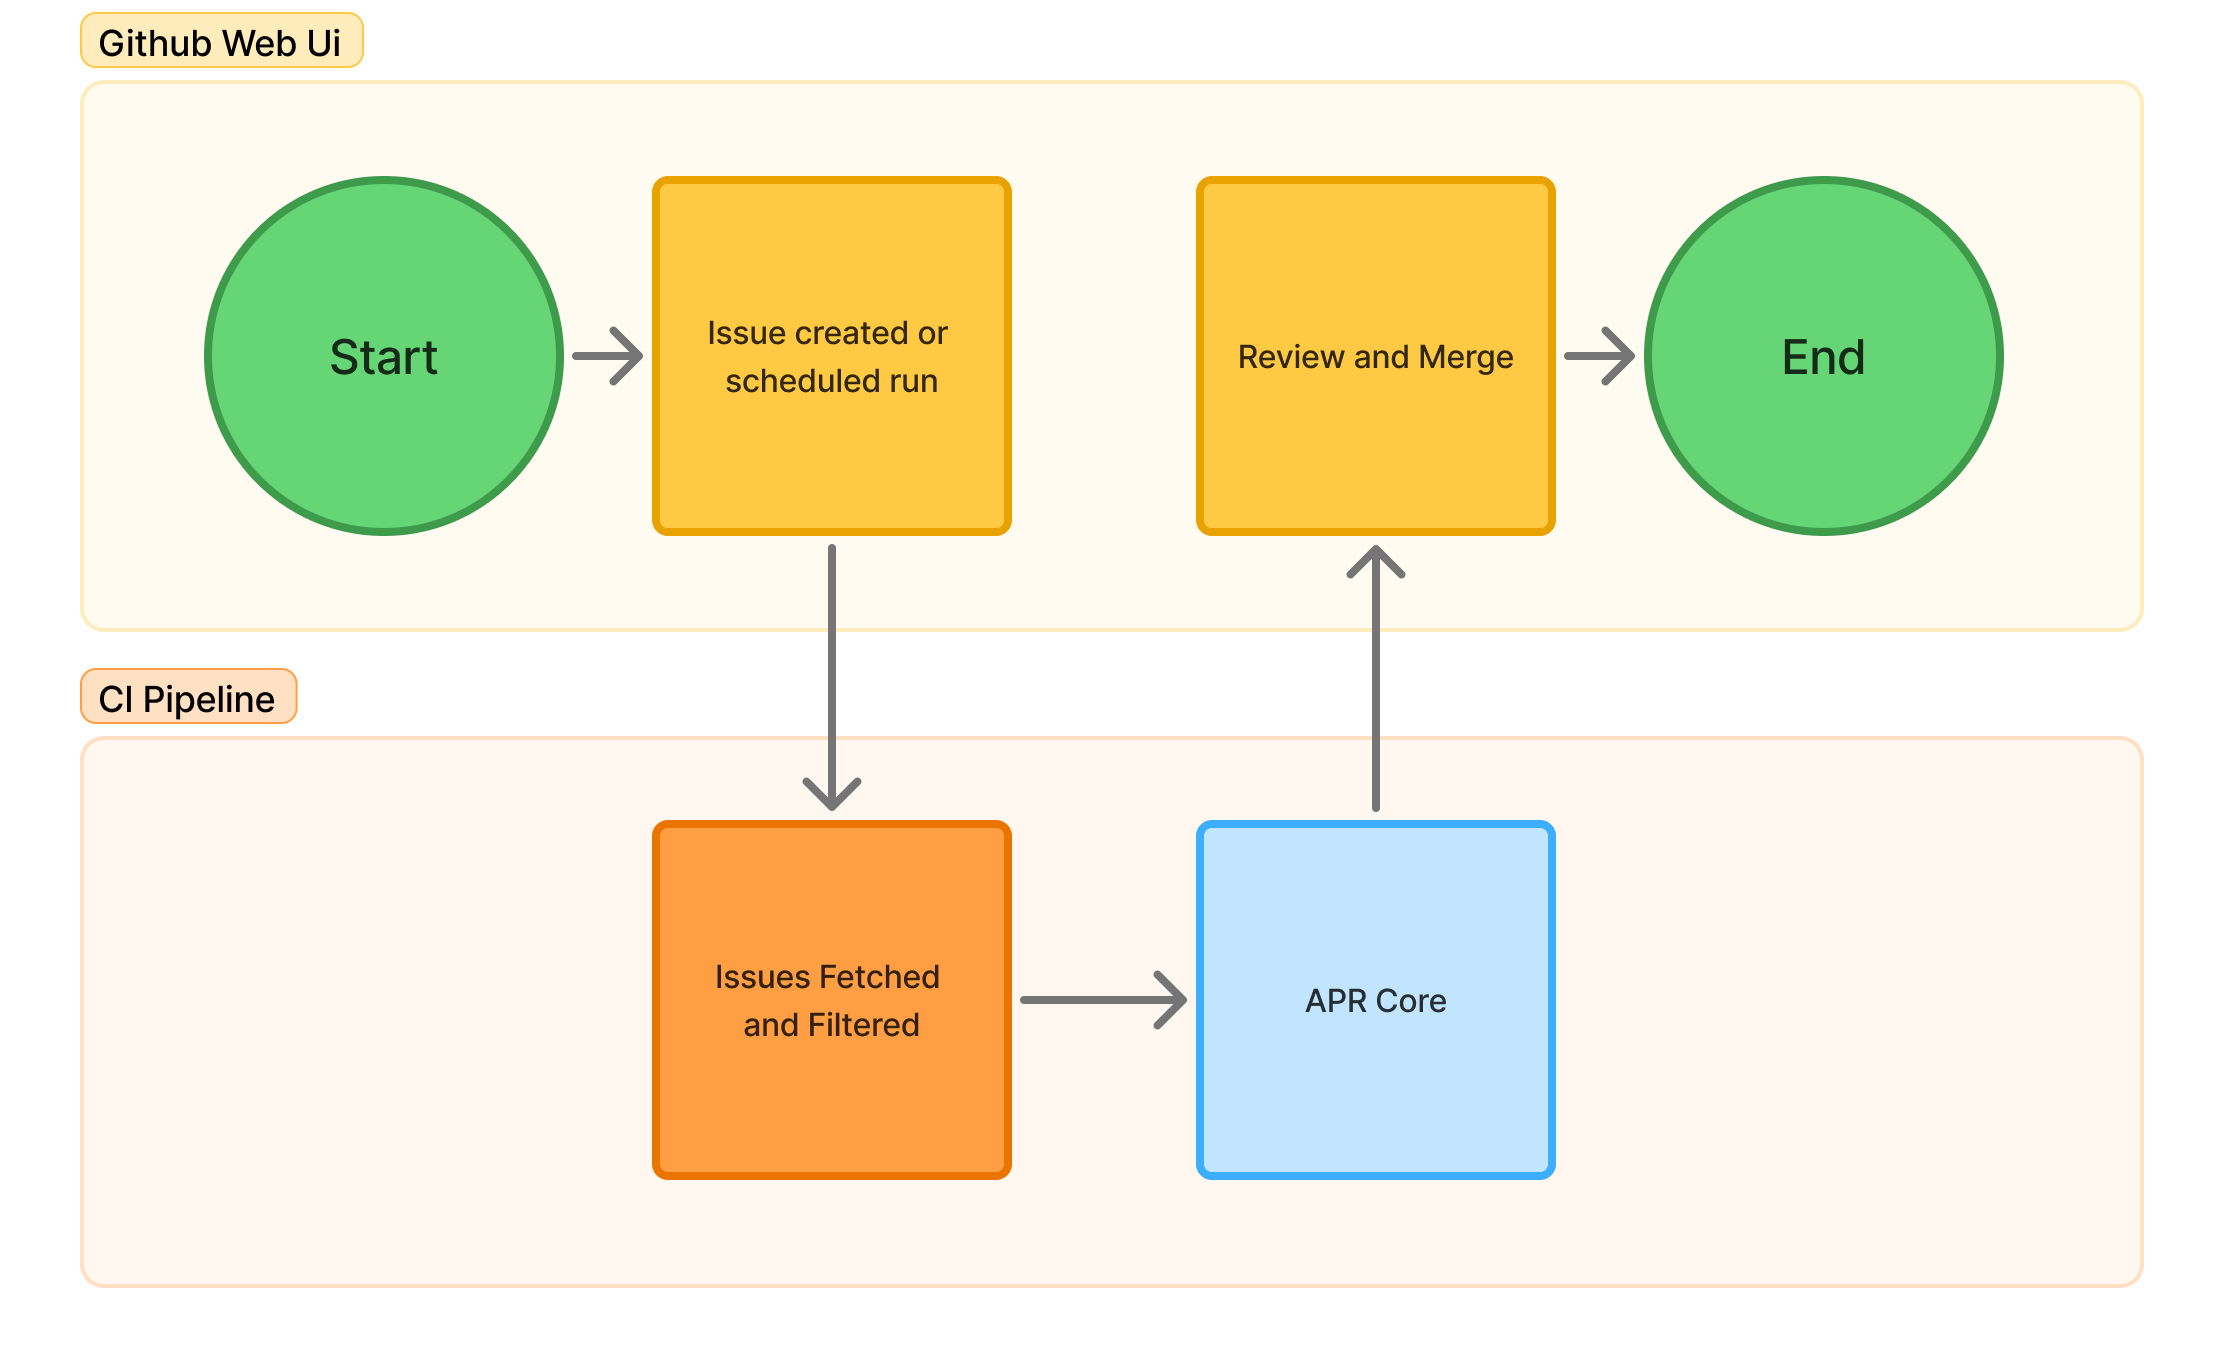 Github Web Ui
Start
Issue created or
scheduled run
Review and Merge
End
CI Pipeline
Issues Fetched
and Filtered
APR Core